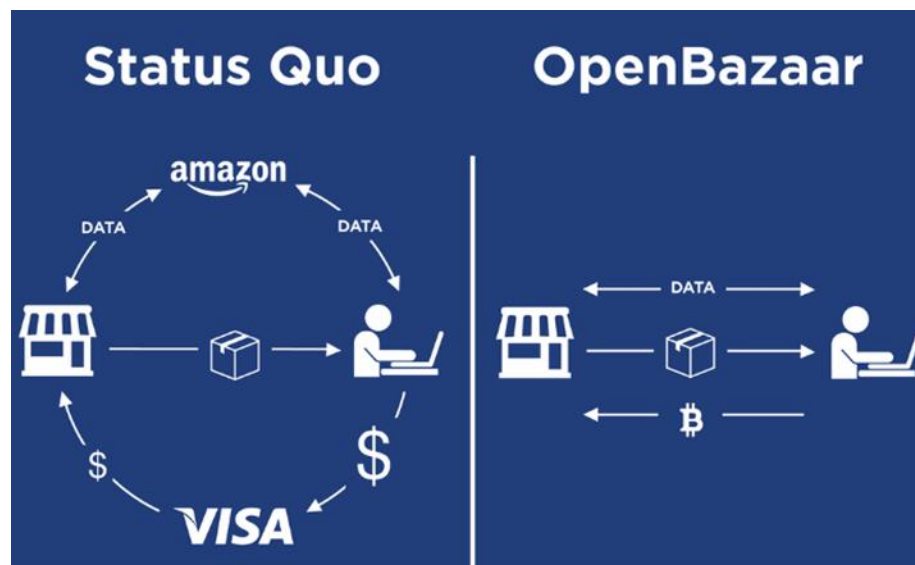 Status Quo
OpenBazaar
amazon
DATA
DATA
$
$
VISA
DATA
₿